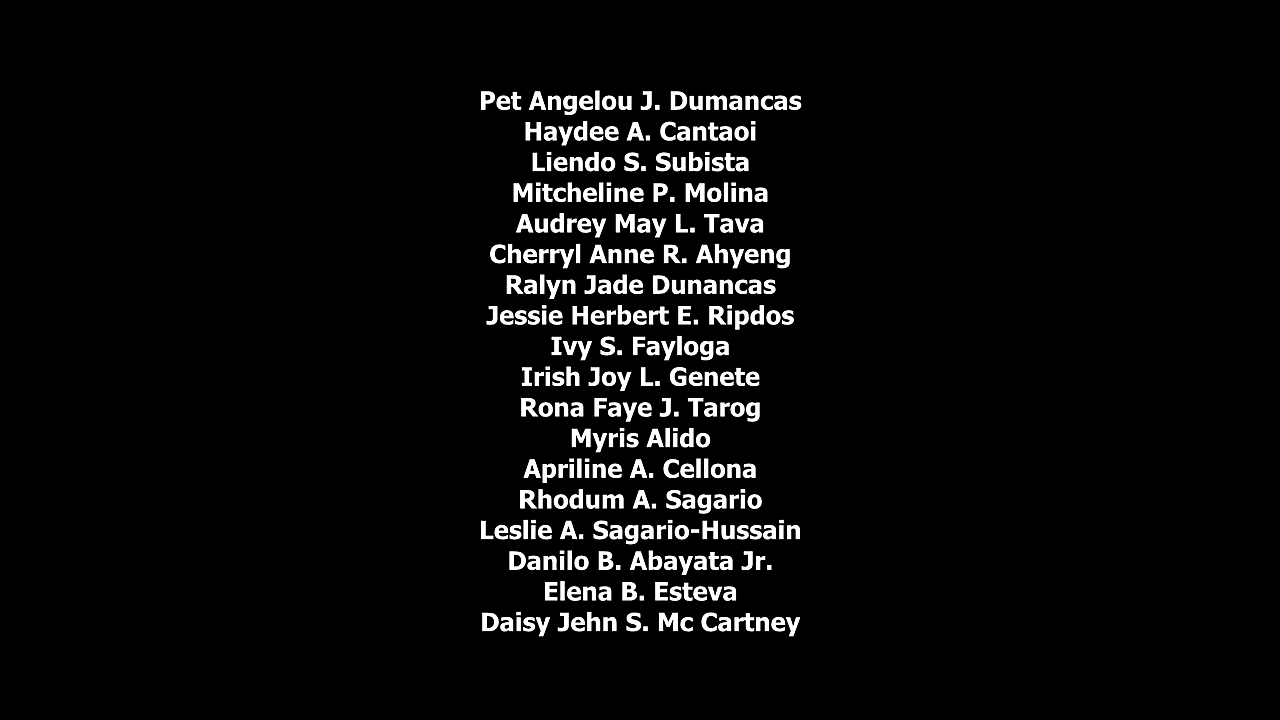 Pet Angelou J. Dumancas
Haydee A. Cantaoi
Liendo S. Subista
Mitcheline P. Molina
Audrey May L. Tava
Cherryl Anne R. Ahyeng
Ralyn Jade Dunancas
Jessie Herbert E. Ripdos
Ivy S. Fayloga
Irish Joy L. Genete
Rona Faye J. Tarog
Myris Alido
Apriline A. Cellona
Rhodum A. Sagario
Leslie A. Sagario-Hussain
Danilo B. Abayata Jr.
Elena B. Esteva
Daisy Jehn S. Mc Cartney